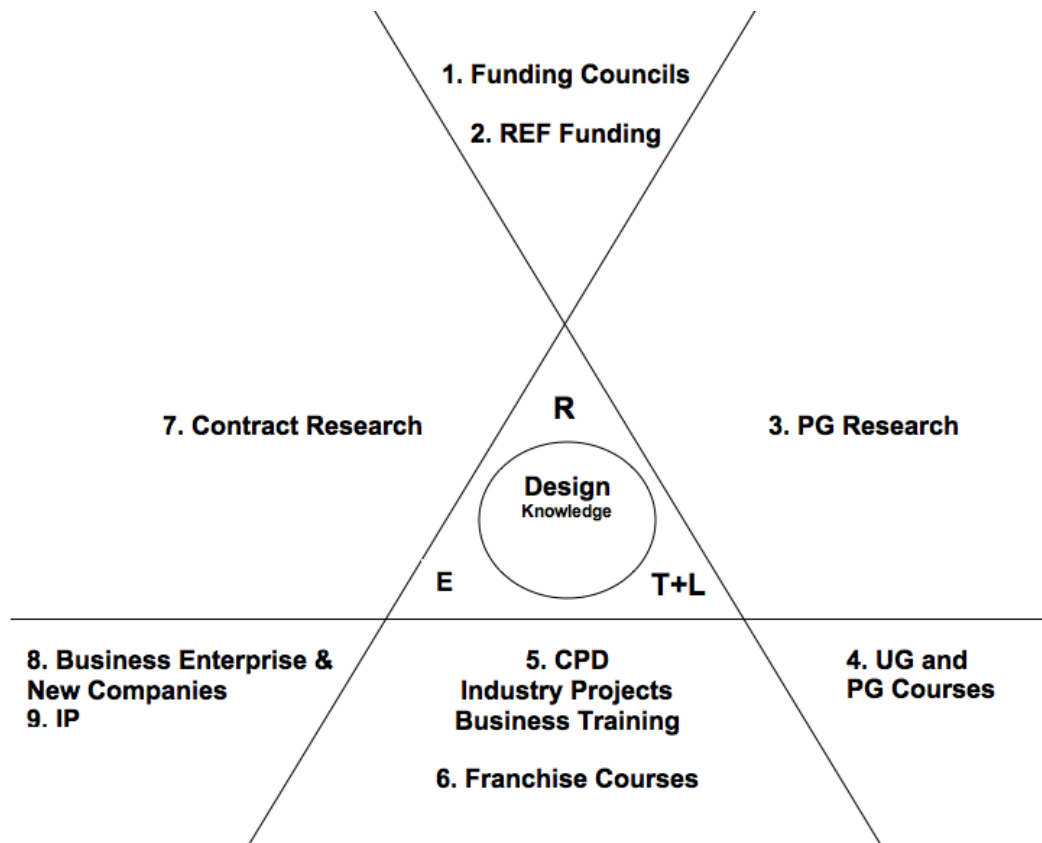 1. Funding Councils
2. REF Funding
R
7. Contract Research
3. PG Research
Design
Knowledge
E
T+L
8. Business Enterprise &
New Companies
9. IP
5. CPD
Industry Projects
Business Training
4. UG and
PG Courses
6. Franchise Courses